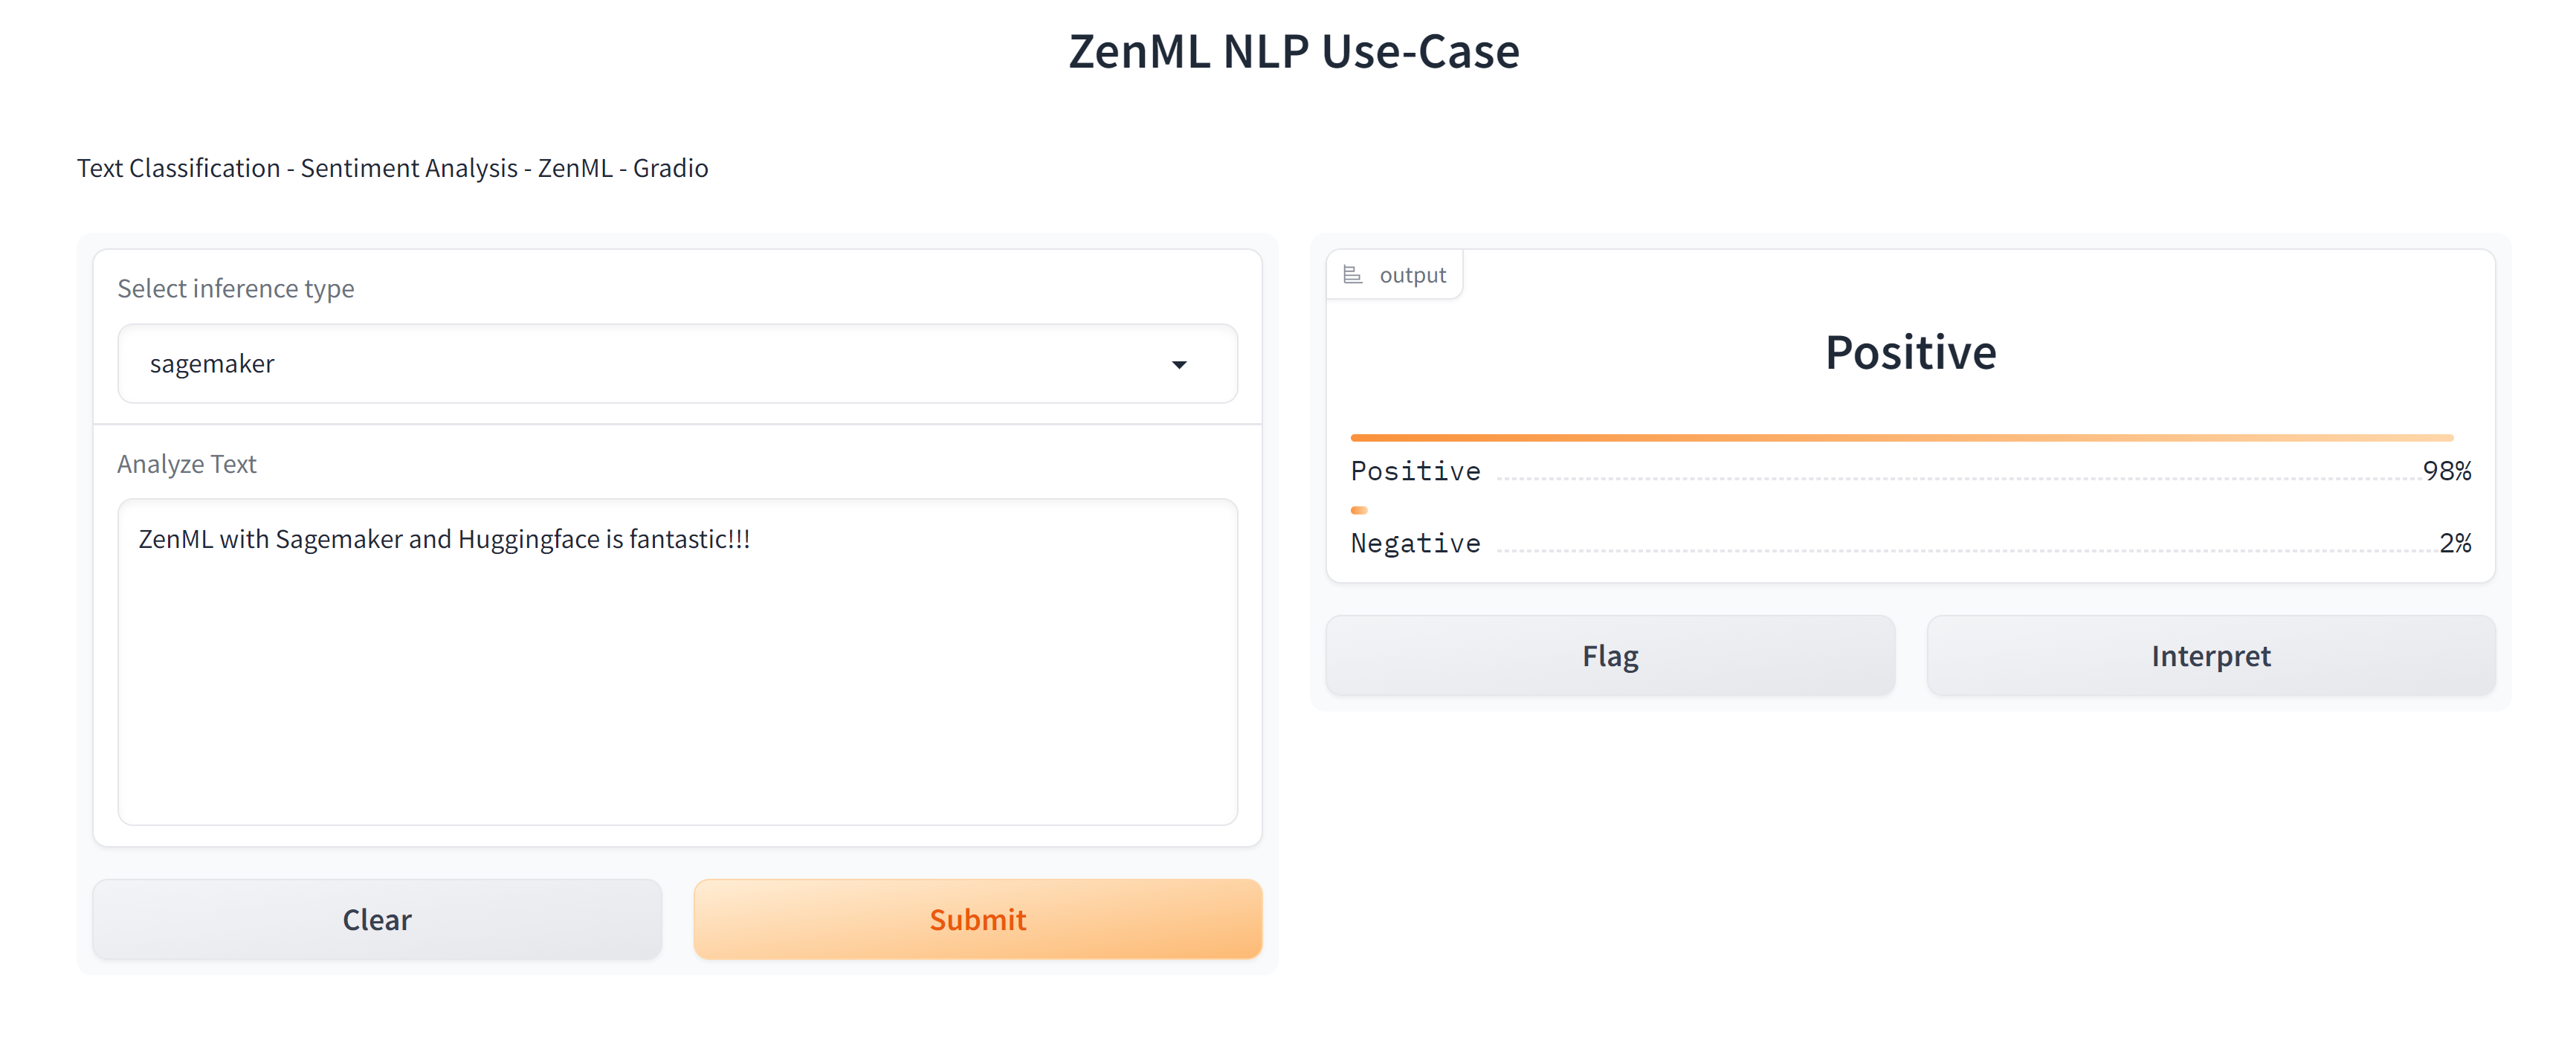 ZenML NLP Use-Case
Text Classification - Sentiment Analysis - ZenML - Gradio
Select inference type
sagemaker
Analyze Text
ZenML with Sagemaker and Huggingface is fantastic!!!
Clear
Submit
output
Positive
Positive 98%
Negative 2%
Flag
Interpret